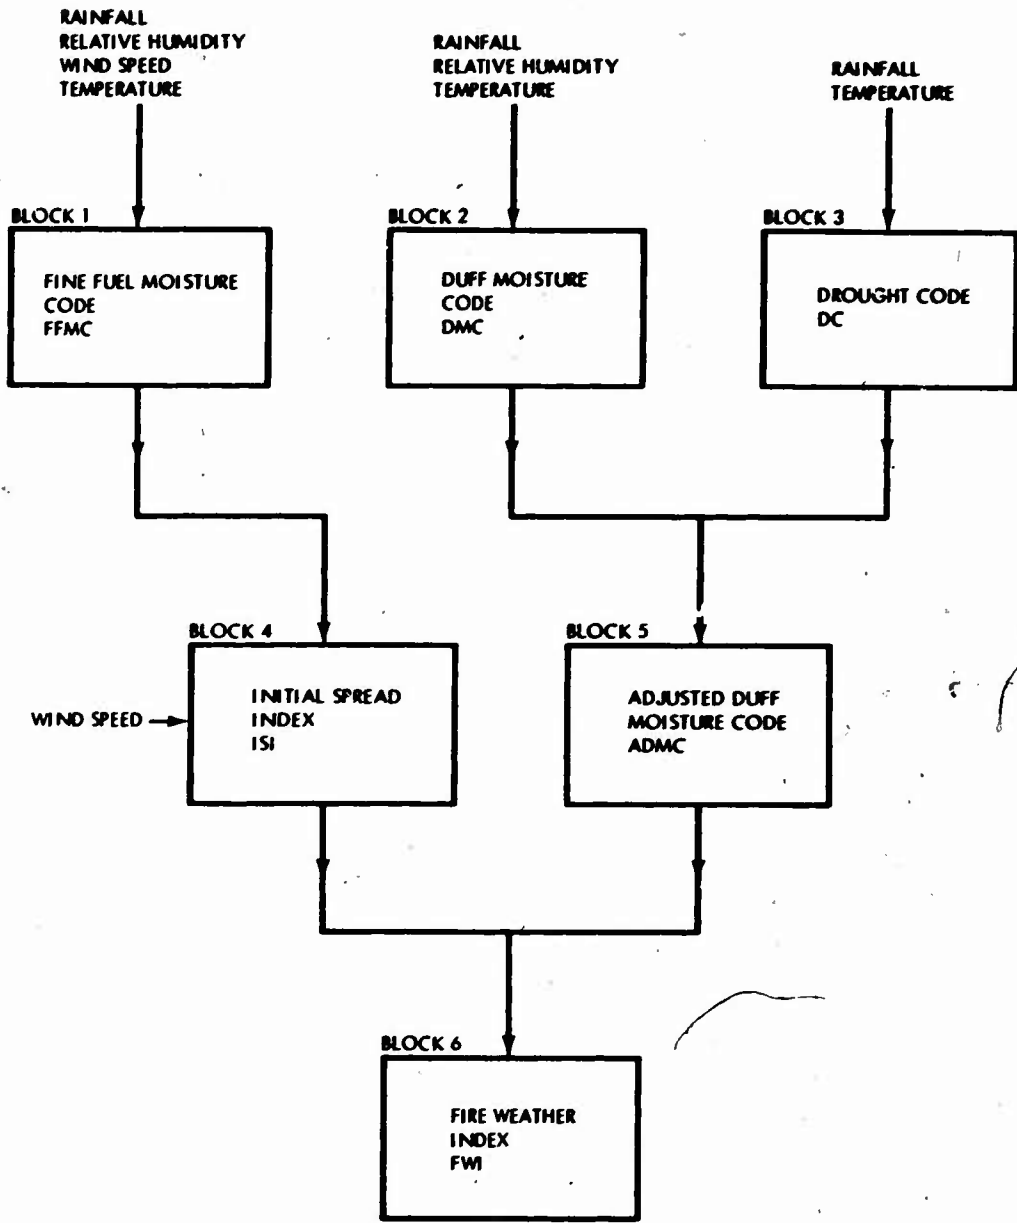 RAINFALL
RELATIVE HUMIDITY
WIND SPEED
TEMPERATURE
RAINFALL
RELATIVE HUMIDITY
TEMPERATURE
RAINFALL
TEMPERATURE
BLOCK 1
FINE FUEL MOISTURE
CODE
FFMC
BLOCK 2
DUFF MOISTURE
CODE
DMC
BLOCK 3
DROUGHT CODE
DC
BLOCK 4
INITIAL SPREAD
INDEX
ISI
WIND SPEED
BLOCK 5
ADJUSTED DUFF
MOISTURE CODE
ADMC
BLOCK 6
FIRE WEATHER
INDEX
FWI